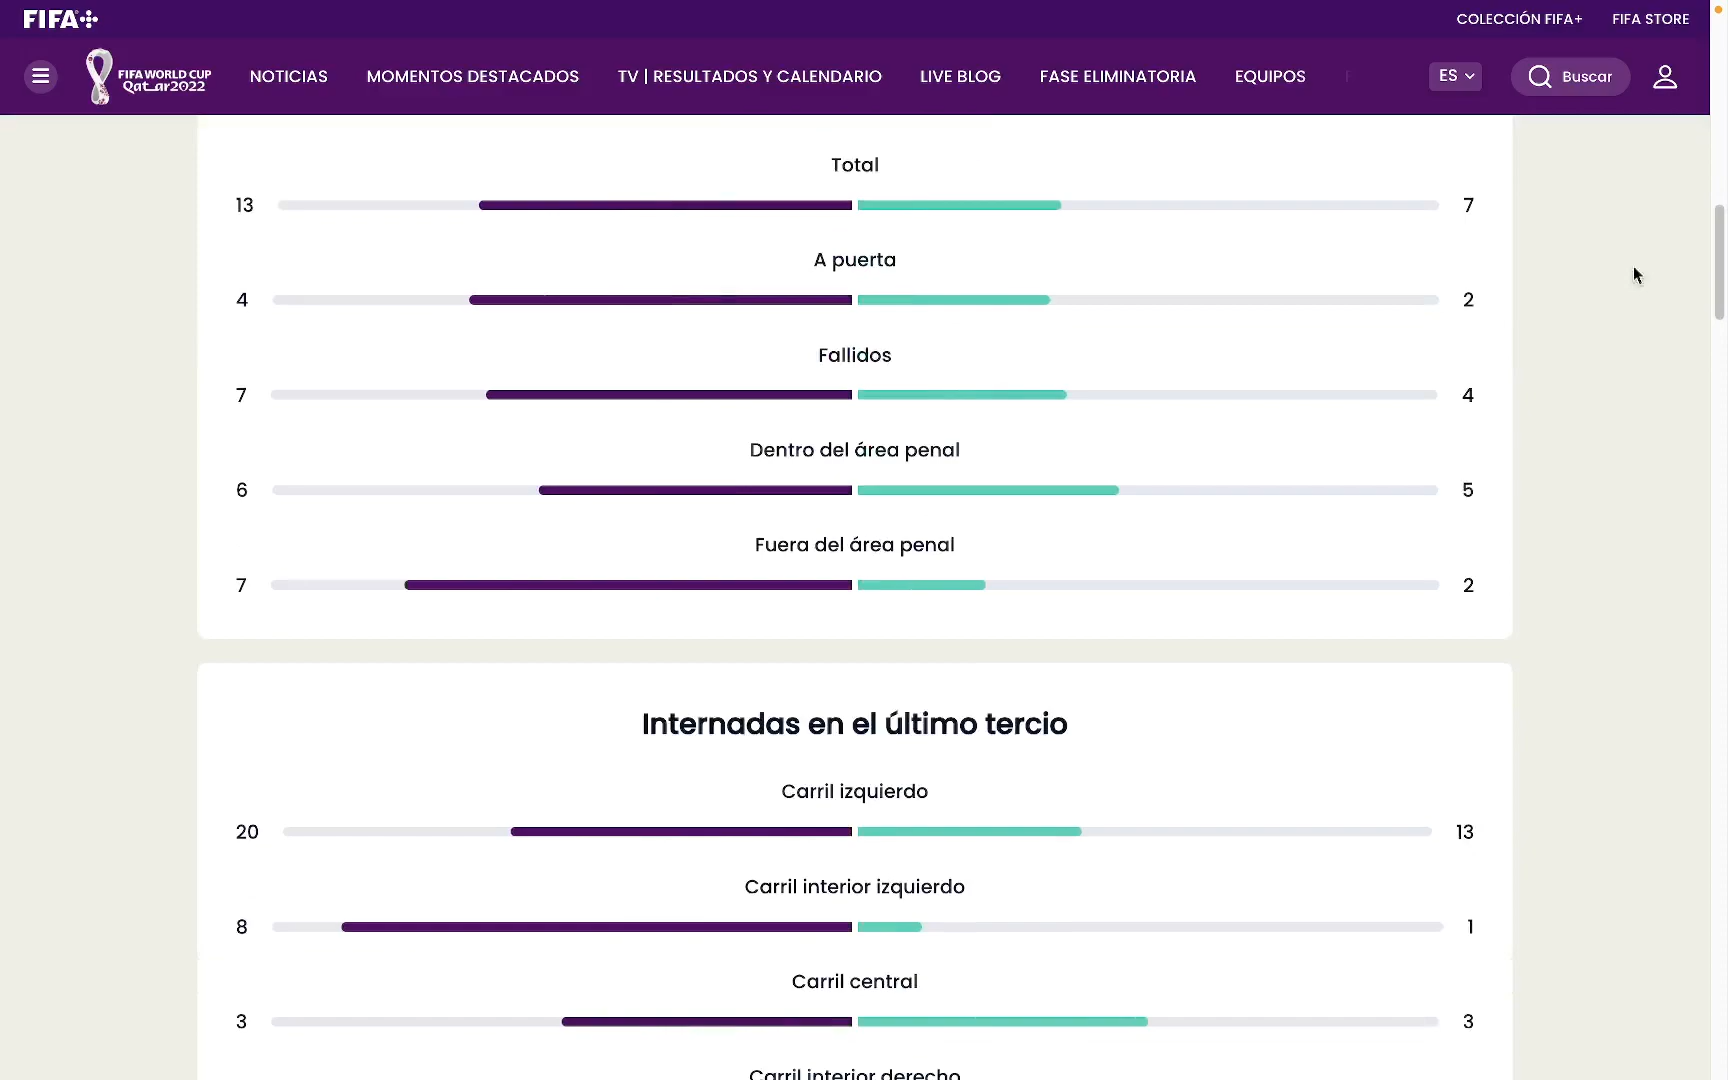 FIFA+
COLECCIÓN FIFA+
FIFA STORE
FIFA WORLD CUP
Qatar2022
NOTICIAS
MOMENTOS DESTACADOS
TV | RESULTADOS Y CALENDARIO
LIVE BLOG
FASE ELIMINATORIA
EQUIPOS
ES
Buscar
Total
13
7
A puerta
4
2
Fallidos
7
4
Dentro del área penal
6
5
Fuera del área penal
7
2
Internadas en el último tercio
Carril izquierdo
20
13
Carril interior izquierdo
8
1
Carril central
3
3
Carril interior derecho